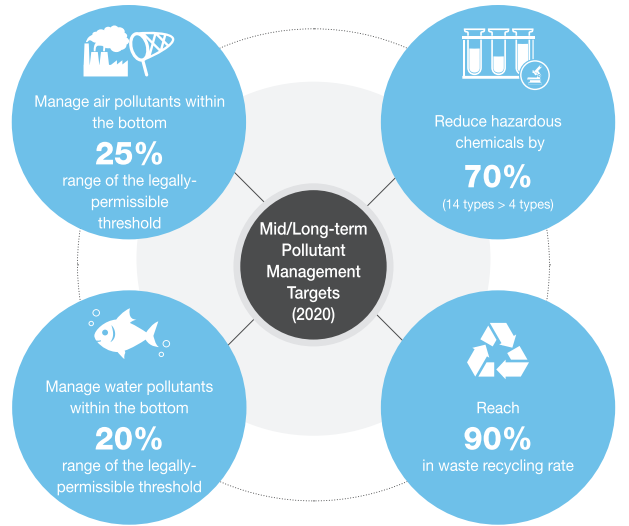 Manage air pollutants within
the bottom
25%
range of the legally-
permissible
threshold
Reduce hazardous
chemicals by
70%
(14 types > 4 types)
Mid/Long-term
Pollutant
Management
Targets
(2020)
Manage water pollutants
within the bottom
20%
range of the legally-
permissible threshold
Reach
90%
in waste recycling rate